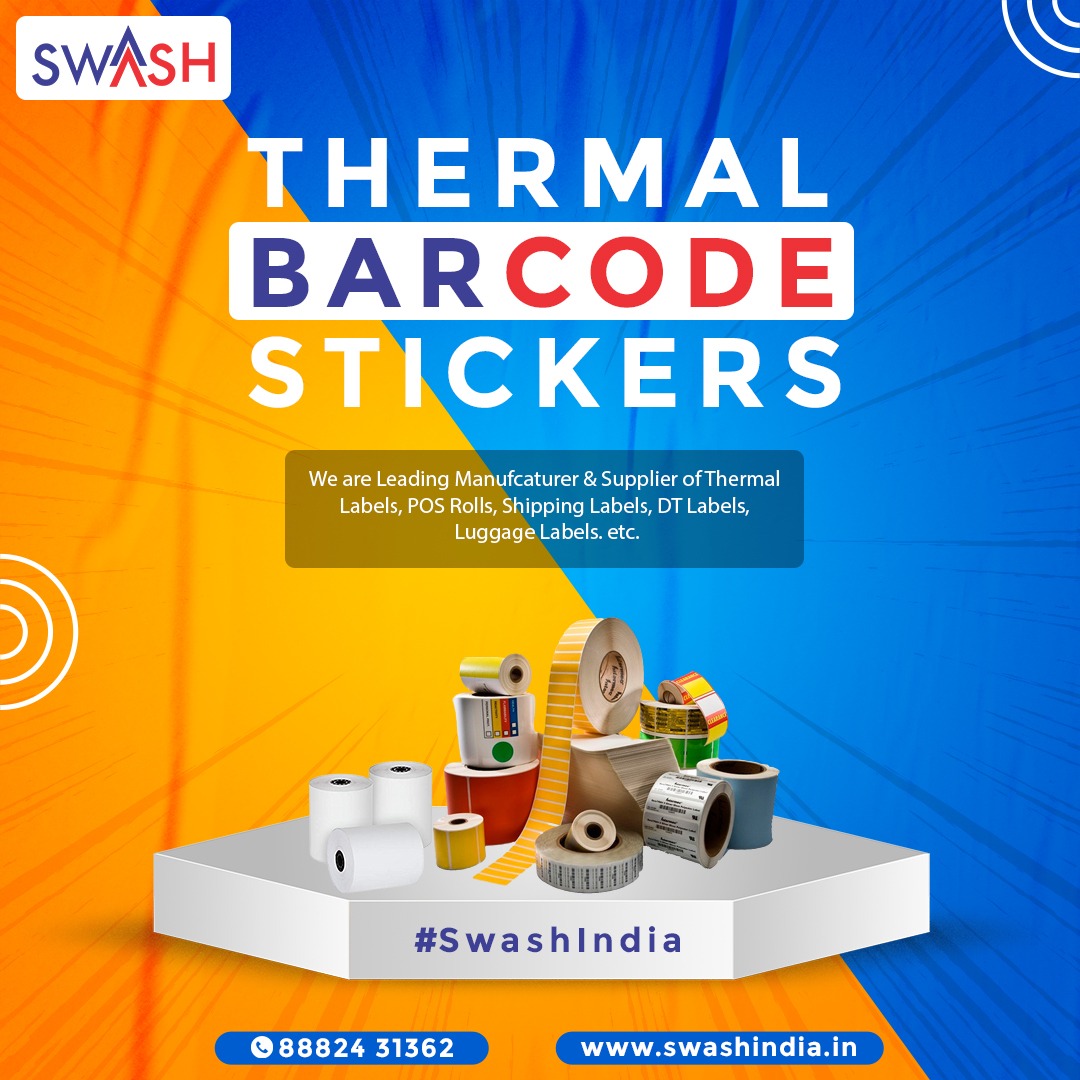 SWASH
THERMAL
BARCODE
STICKERS
We are Leading Manufcaturer & Supplier of Thermal
Labels, POS Rolls, Shipping Labels, DT Labels,
Luggage Labels. etc.
CLEARANCE
#SwashIndia
88824 31362
www.swashindia.in